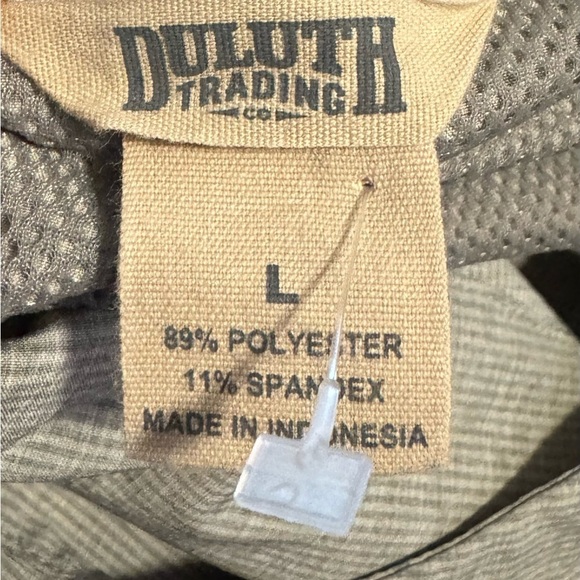 DULUTH
TRADING
CO
L
89% POLYESTER
11% SPANDEX
MADE IN INDONESIA